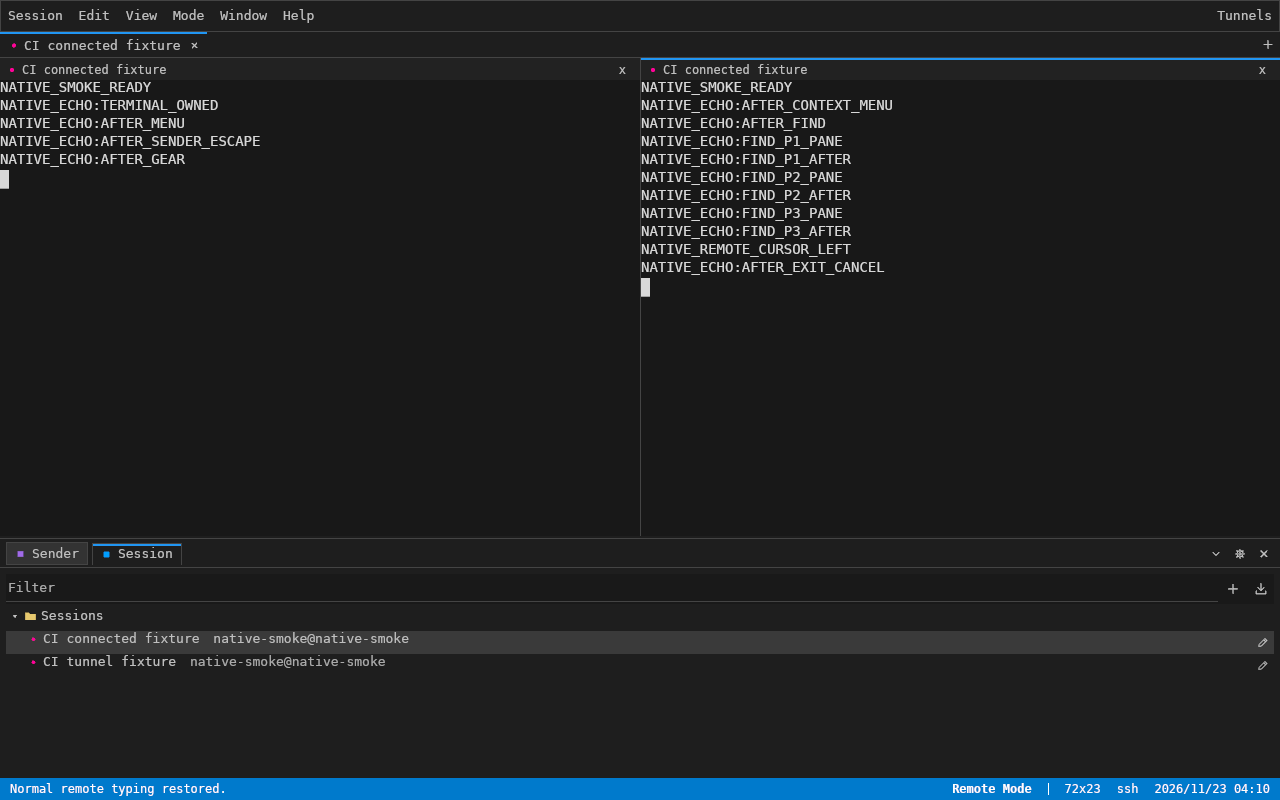 Session Edit View Mode Window Help Tunnels
CI connected fixture × +
CI connected fixture x
NATIVE_SMOKE_READY
NATIVE_ECHO:TERMINAL_OWNED
NATIVE_ECHO:AFTER_MENU
NATIVE_ECHO:AFTER_SENDER_ESCAPE
NATIVE_ECHO:AFTER_GEAR
CI connected fixture x
NATIVE_SMOKE_READY
NATIVE_ECHO:AFTER_CONTEXT_MENU
NATIVE_ECHO:AFTER_FIND
NATIVE_ECHO:FIND_P1_PANE
NATIVE_ECHO:FIND_P1_AFTER
NATIVE_ECHO:FIND_P2_PANE
NATIVE_ECHO:FIND_P2_AFTER
NATIVE_ECHO:FIND_P3_PANE
NATIVE_ECHO:FIND_P3_AFTER
NATIVE_REMOTE_CURSOR_LEFT
NATIVE_ECHO:AFTER_EXIT_CANCEL
Sender Session
Filter
Sessions
CI connected fixture native-smoke@native-smoke
CI tunnel fixture native-smoke@native-smoke
Normal remote typing restored. Remote Mode | 72x23 ssh 2026/11/23 04:10